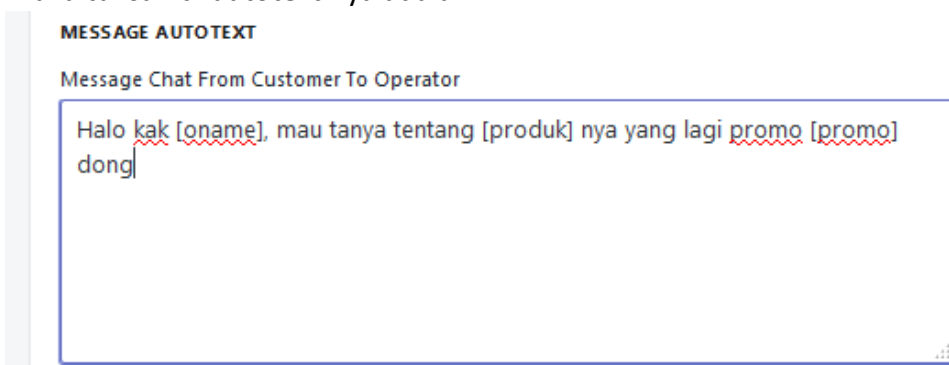 MESSAGE AUTOTEXT
Message Chat From Customer To Operator
Halo kak [oname], mau tanya tentang [produk] nya yang lagi promo [promo]
dong